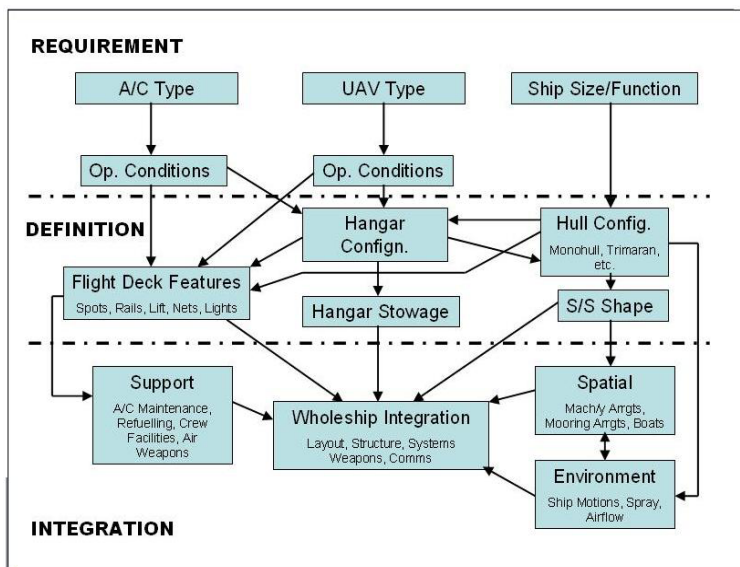 REQUIREMENT
A/C Type
UAV Type
Ship Size/Function
Op. Conditions
Op. Conditions
DEFINITION
Hangar
Confign.
Hull Config.
Monohull, Trimaran,
etc.
Flight Deck Features
Spots, Rails, Lift, Nets, Lights
Hangar Stowage
S/S Shape
Support
A/C Maintenance,
Refuelling, Crew
Facilities, Air
Weapons
Wholeship Integration
Layout, Structure, Systems
Weapons, Comms
Spatial
Mach/y Arrgts,
Mooring Arrgts, Boats
Environment
Ship Motions, Spray,
Airflow
INTEGRATION